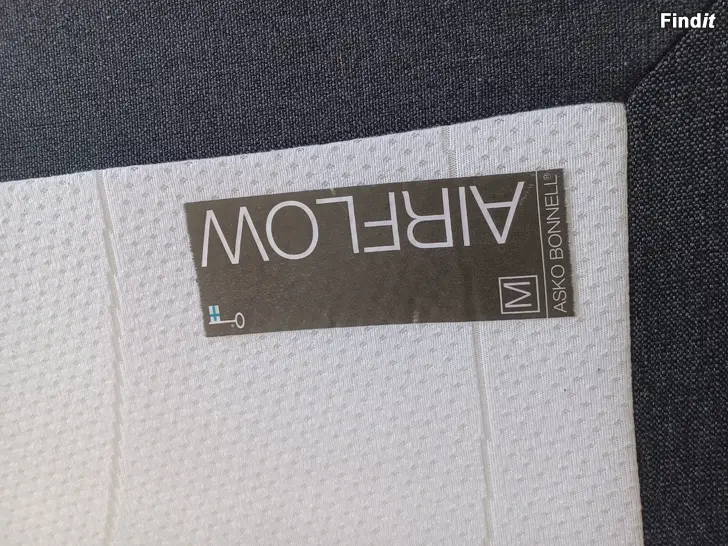 Findit
AIRFLOW
M
ASKO BONNELL®